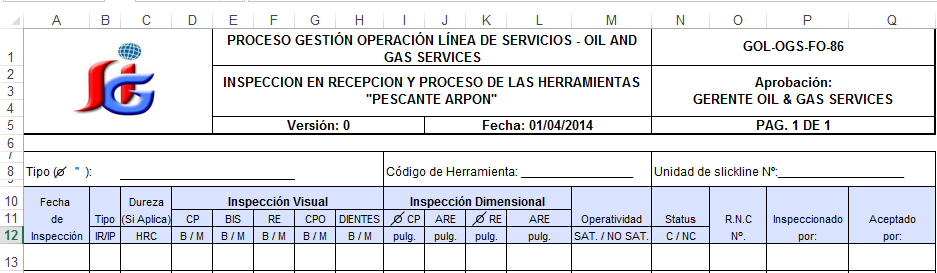 A B C D E F G H I J K L M N O P Q
1 PROCESO GESTIÓN OPERACIÓN LÍNEA DE SERVICIOS - OIL AND GOL-OGS-FO-86
GAS SERVICES
2 INSPECCION EN RECEPCION Y PROCESO DE LAS HERRAMIENTAS Aprobación:
3 "PESCANTE ARPON" GERENTE OIL & GAS SERVICES
4
5 Versión: 0 Fecha: 01/04/2014 PAG. 1 DE 1
6
7
8 Tipo (Ø " ): Código de Herramienta: Unidad de slickline Nº:
9
10 Fecha Dureza Inspección Visual Inspección Dimensional
11 de Tipo (Si Aplica) CP BIS RE CPO DIENTES Ø CP ARE Ø RE ARE Operatividad Status R.N.C Inspeccionado Aceptado
12 Inspección IR/IP HRC B / M B / M B / M B / M B / M pulg. pulg. pulg. pulg. SAT. / NO SAT. C / NC Nº. por: por:
13